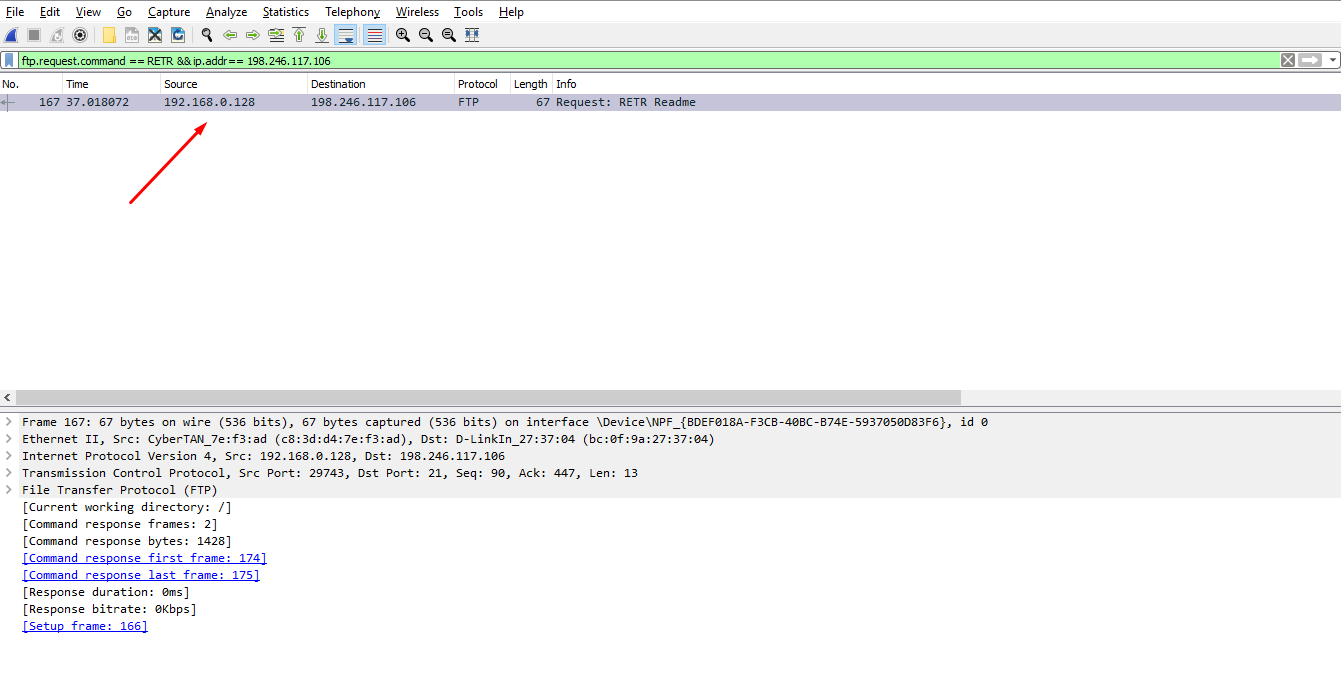 File Edit View Go Capture Analyze Statistics Telephony Wireless Tools Help
ftp.request.command == RETR && ip.addr== 198.246.117.106
No. Time Source Destination Protocol Length Info
167 37.018072 192.168.0.128 198.246.117.106 FTP 67 Request: RETR Readme
Frame 167: 67 bytes on wire (536 bits), 67 bytes captured (536 bits) on interface \Device\NPF_{BDEF018A-F3CB-40BC-B74E-5937050D83F6}, id 0
Ethernet II, Src: CyberTAN_7e:f3:ad (c8:3d:d4:7e:f3:ad), Dst: D-LinkIn_27:37:04 (bc:0f:9a:27:37:04)
Internet Protocol Version 4, Src: 192.168.0.128, Dst: 198.246.117.106
Transmission Control Protocol, Src Port: 29743, Dst Port: 21, Seq: 90, Ack: 447, Len: 13
File Transfer Protocol (FTP)
[Current working directory: /]
[Command response frames: 2]
[Command response bytes: 1428]
[Command response first frame: 174]
[Command response last frame: 175]
[Response duration: 0ms]
[Response bitrate: 0Kbps]
[Setup frame: 166]